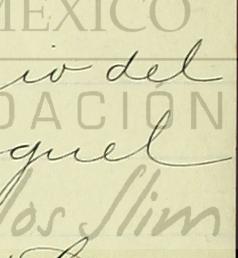 MEXICO
io del
DACIÓN
guel
los Slim